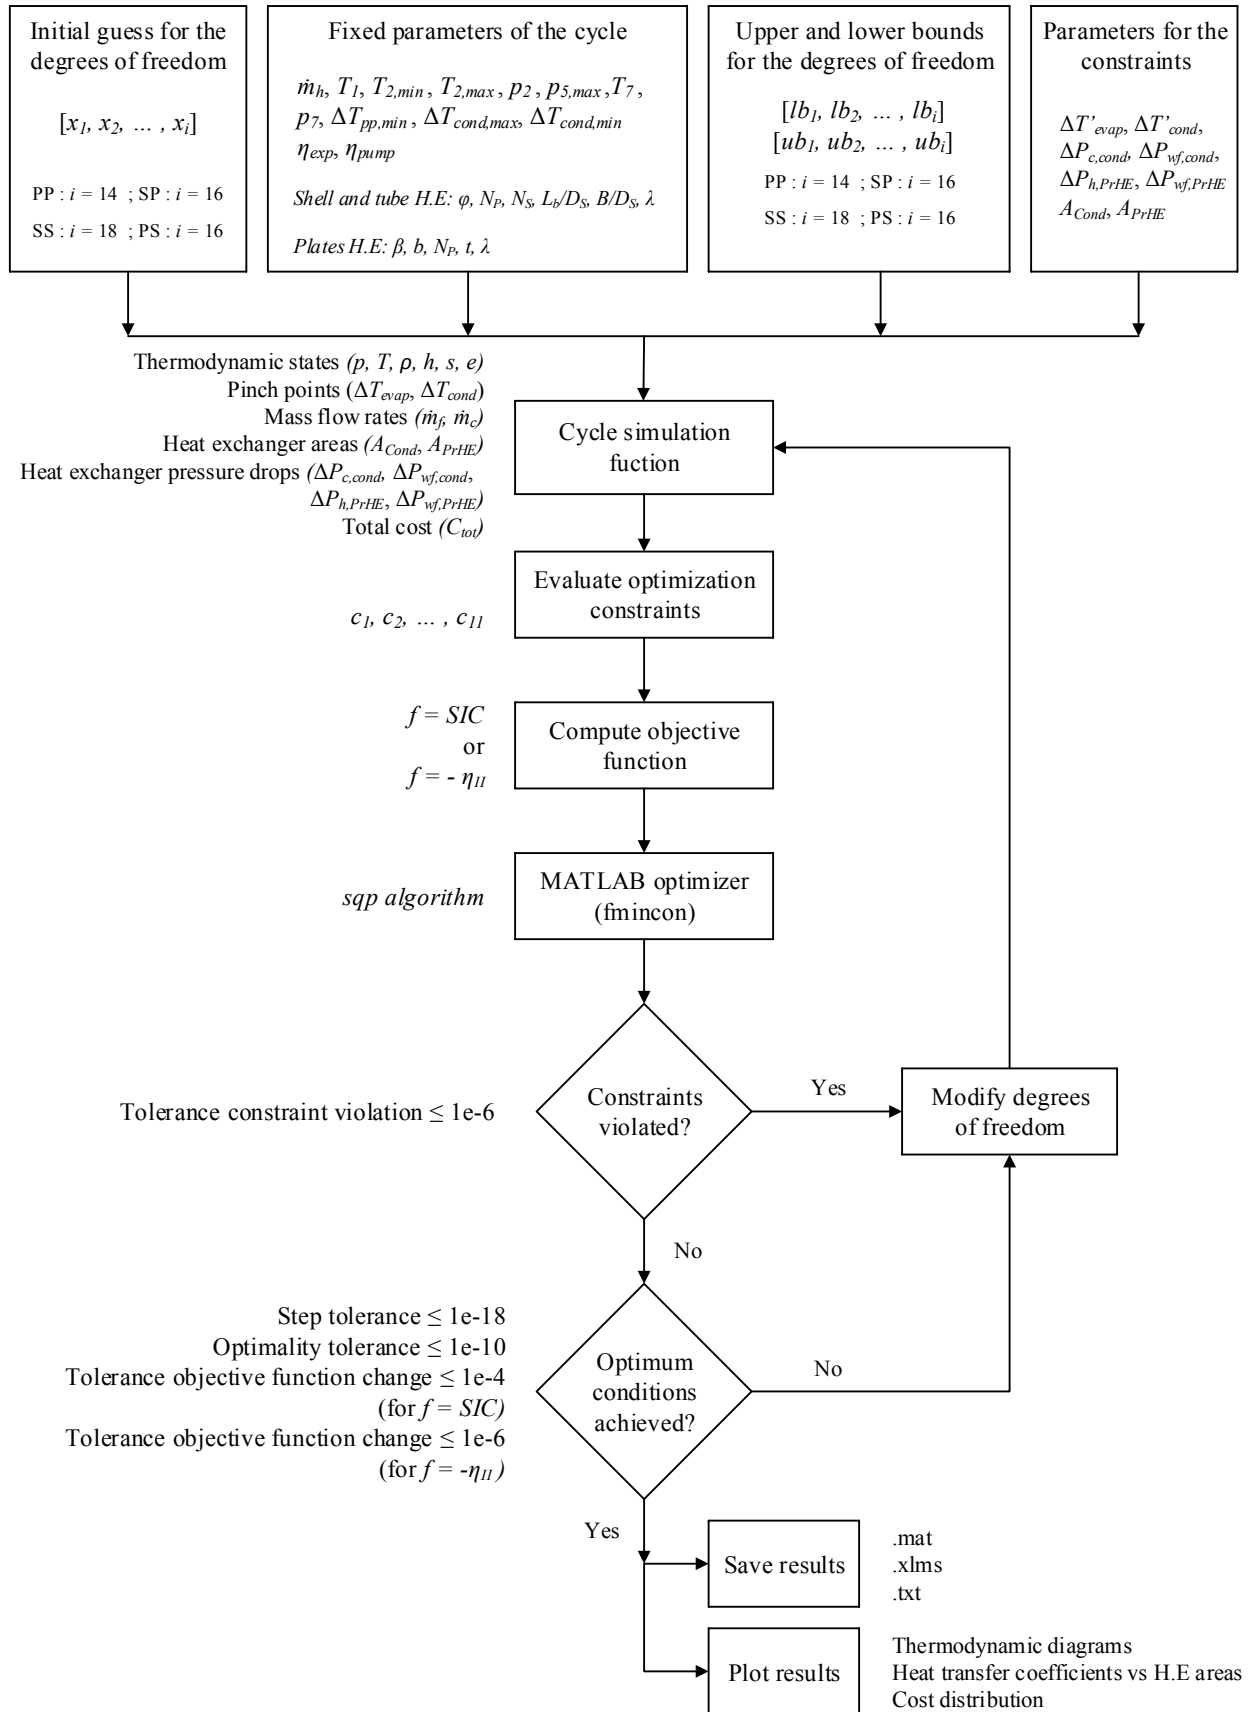 Initial guess for the
degrees of freedom
[x1, x2, ... , xi]
PP : i = 14 ; SP : i = 16
SS : i = 18 ; PS : i = 16
Fixed parameters of the cycle
ṁh, T1, T2,min, T2,max, p2, p5,max, T7,
p7, ΔTpp,min, ΔTcond,max, ΔTcond,min
ηexp, ηpump
Shell and tube H.E: φ, NP, NS, Lb/DS, B/DS, λ
Plates H.E: β, b, NP, t, λ
Upper and lower bounds
for the degrees of freedom
[lb1, lb2, ... , lbi]
[ub1, ub2, ... , ubi]
PP : i = 14 ; SP : i = 16
SS : i = 18 ; PS : i = 16
Parameters for the
constraints
ΔT’evap, ΔT’cond,
ΔPc,cond, ΔPwf,cond,
ΔPh,PrHE, ΔPwf,PrHE
ACond, APrHE
Thermodynamic states (p, T, ρ, h, s, e)
Pinch points (ΔTevap, ΔTcond)
Mass flow rates (ṁf, ṁc)
Heat exchanger areas (ACond, APrHE)
Heat exchanger pressure drops (ΔPc,cond, ΔPwf,cond,
ΔPh,PrHE, ΔPwf,PrHE)
Total cost (Ctot)
Cycle simulation
fuction
Evaluate optimization
constraints
c1, c2, ... , c11
f = SIC
or
f = - ηII
Compute objective
function
sqp algorithm
MATLAB optimizer
(fmincon)
Tolerance constraint violation ≤ 1e-6
Constraints
violated?
Yes
Modify degrees
of freedom
No
Step tolerance ≤ 1e-18
Optimality tolerance ≤ 1e-10
Tolerance objective function change ≤ 1e-4
(for f = SIC)
Tolerance objective function change ≤ 1e-6
(for f = -ηII)
Optimum
conditions
achieved?
No
Yes
Save results
.mat
.xlms
.txt
Plot results
Thermodynamic diagrams
Heat transfer coefficients vs H.E areas
Cost distribution